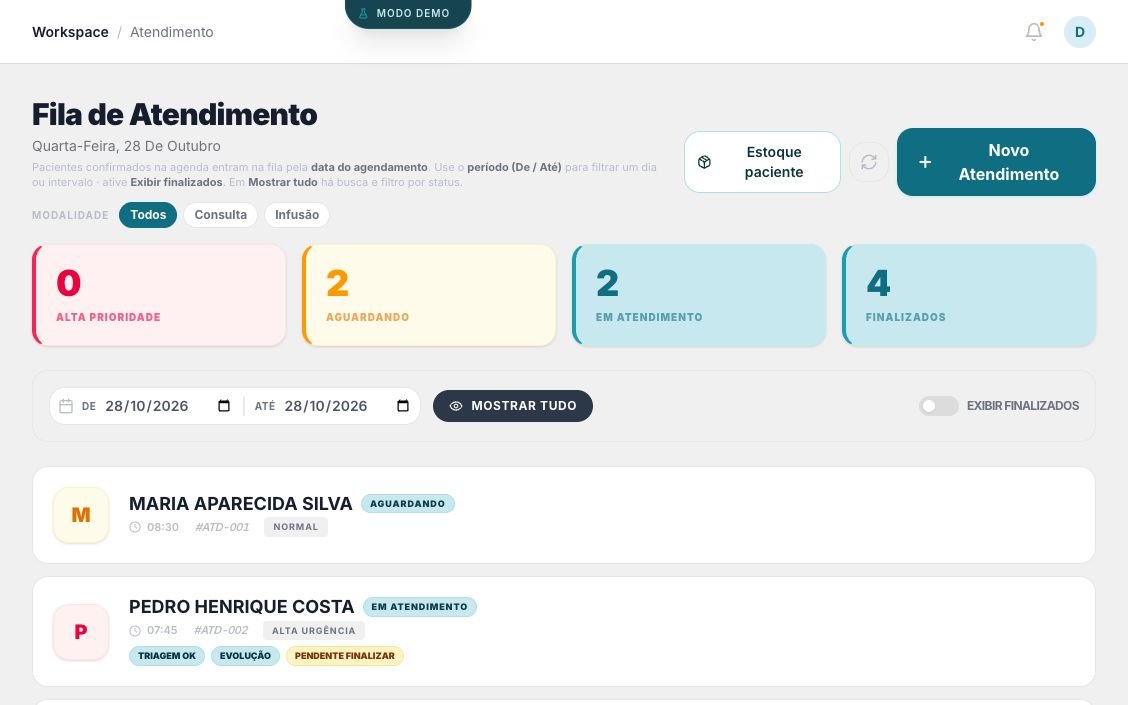 MODO DEMO
Workspace / Atendimento
D
Fila de Atendimento
Quarta-Feira, 28 De Outubro
Pacientes confirmados na agenda entram na fila pela data do agendamento. Use o período (De / Até) para filtrar um dia
ou intervalo · ative Exibir finalizados. Em Mostrar tudo há busca e filtro por status.
Estoque
paciente
+ Novo
Atendimento
MODALIDADE Todos Consulta Infusão
0
ALTA PRIORIDADE
2
AGUARDANDO
2
EM ATENDIMENTO
4
FINALIZADOS
DE 28/10/2026 ATÉ 28/10/2026 MOSTRAR TUDO EXIBIR FINALIZADOS
M
MARIA APARECIDA SILVA AGUARDANDO
08:30 #ATD-001 NORMAL
P
PEDRO HENRIQUE COSTA EM ATENDIMENTO
07:45 #ATD-002 ALTA URGÊNCIA
TRIAGEM OK EVOLUÇÃO PENDENTE FINALIZAR